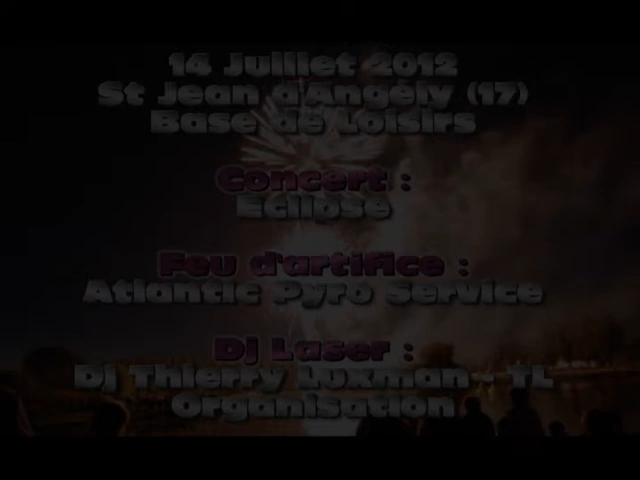 14 Juillet 2012
St Jean d'Angely (17)
Base de Loisirs
Concert :
Eclipse
Feu d'artifice :
Atlantic Pyro Service
Dj Laser :
Dj Thierry Luxman - TL
Organisation